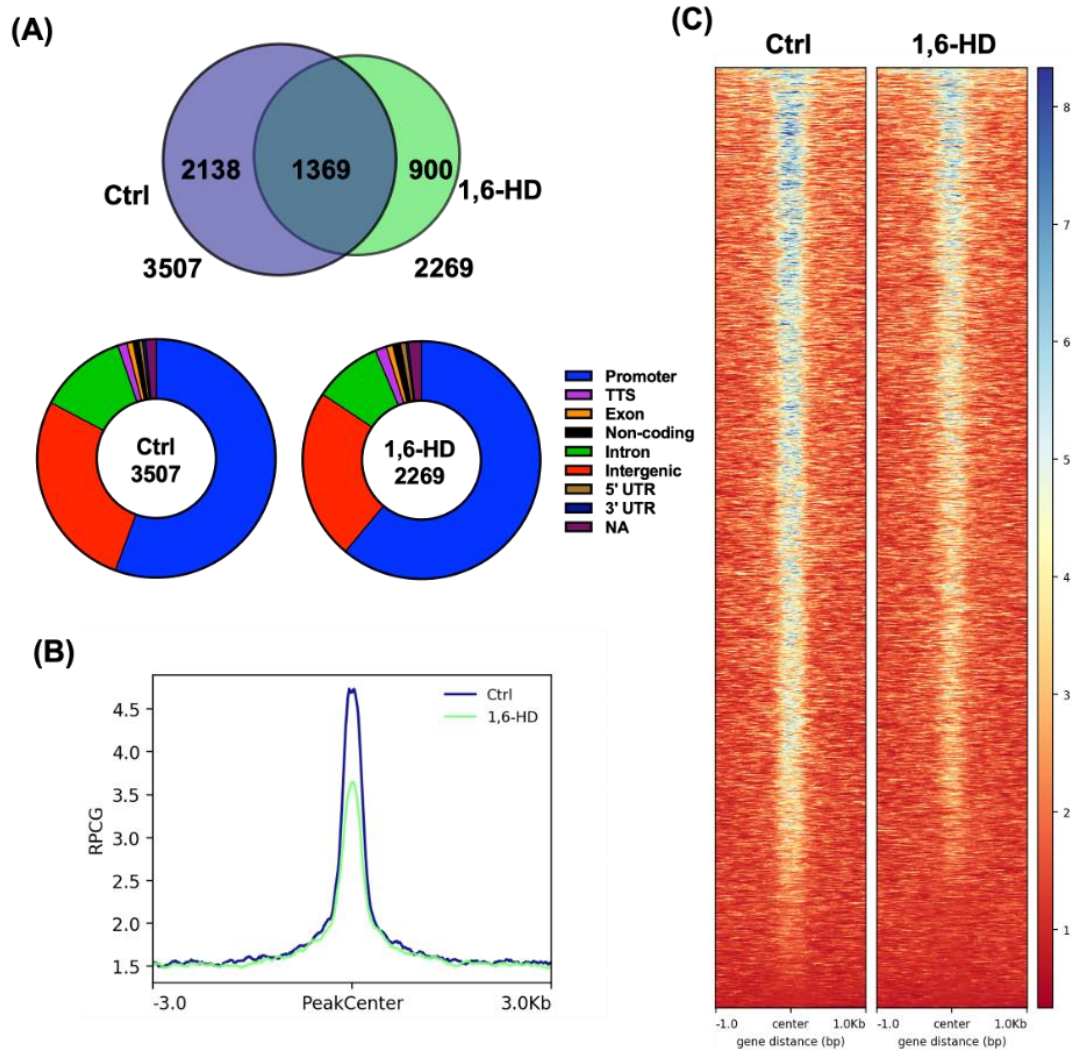 (A)
2138
1369
900
Ctrl
1,6-HD
3507
2269
Ctrl
3507
1,6-HD
2269
Promoter
TTS
Exon
Non-coding
Intron
Intergenic
5' UTR
3' UTR
NA
(B)
Ctrl
1,6-HD
4.5
4.0
3.5
3.0
2.5
2.0
1.5
RPCG
-3.0
PeakCenter
3.0Kb
(C)
Ctrl
1,6-HD
8
7
6
5
4
3
2
1
-1.0
center
1.0Kb
gene distance (bp)
-1.0
center
1.0Kb
gene distance (bp)